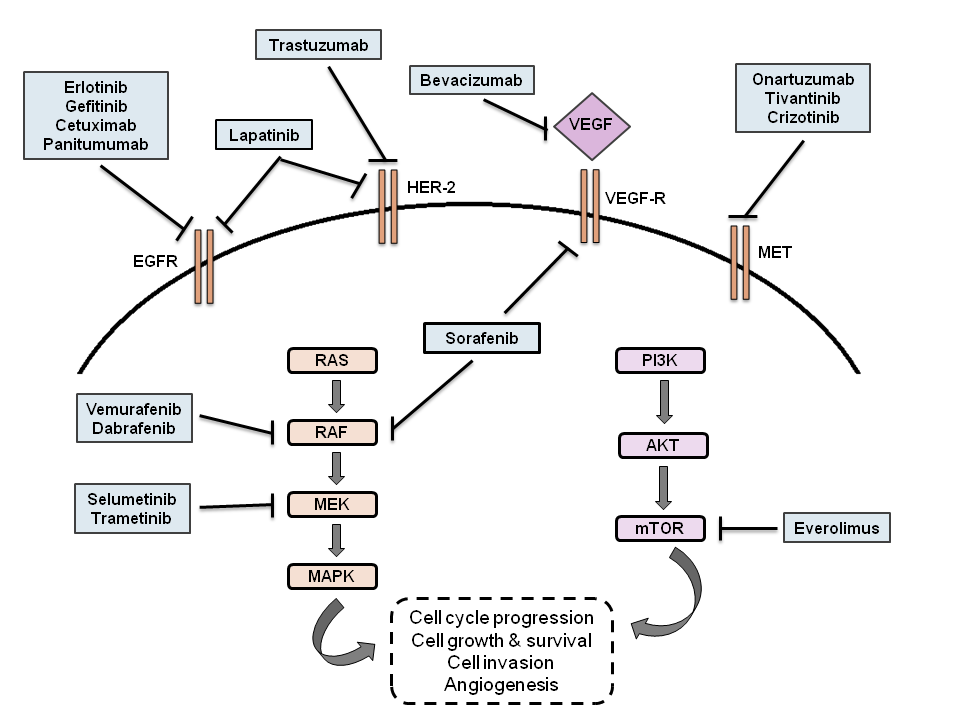 Trastuzumab
Bevacizumab
Erlotinib
Gefitinib
Cetuximab
Panitumumab
Lapatinib
VEGF
Onartuzumab
Tivantinib
Crizotinib
HER-2
VEGF-R
EGFR
MET
Sorafenib
RAS
PI3K
Vemurafenib
Dabrafenib
RAF
AKT
Selumetinib
Trametinib
MEK
mTOR
Everolimus
MAPK
Cell cycle progression
Cell growth & survival
Cell invasion
Angiogenesis